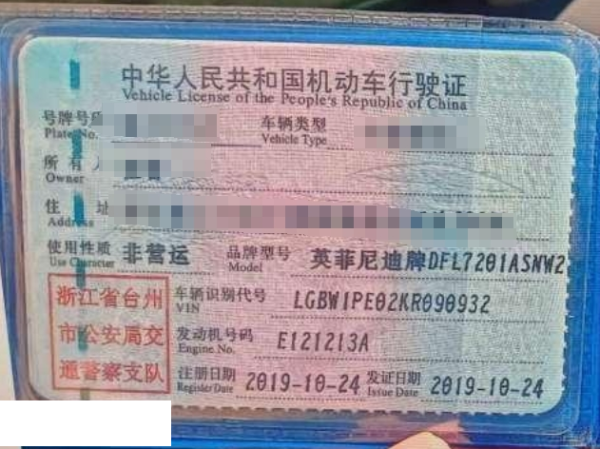 中华人民共和国机动车行驶证
Vehicle License of the People's Republic of China
号牌号码 车辆类型
Plate No. Vehicle Type
所有人
Owner
住 址
Address
使用性质 非营运 品牌型号 英菲尼迪牌DFL7201ASNW2
Use Character Model
浙江省台州 车辆识别代号 LGBW1PE02KR090932
VIN
市公安局交 发动机号码 E121213A
Engine No.
通警察支队 注册日期 2019-10-24 发证日期 2019-10-24
Register Date Issue Date